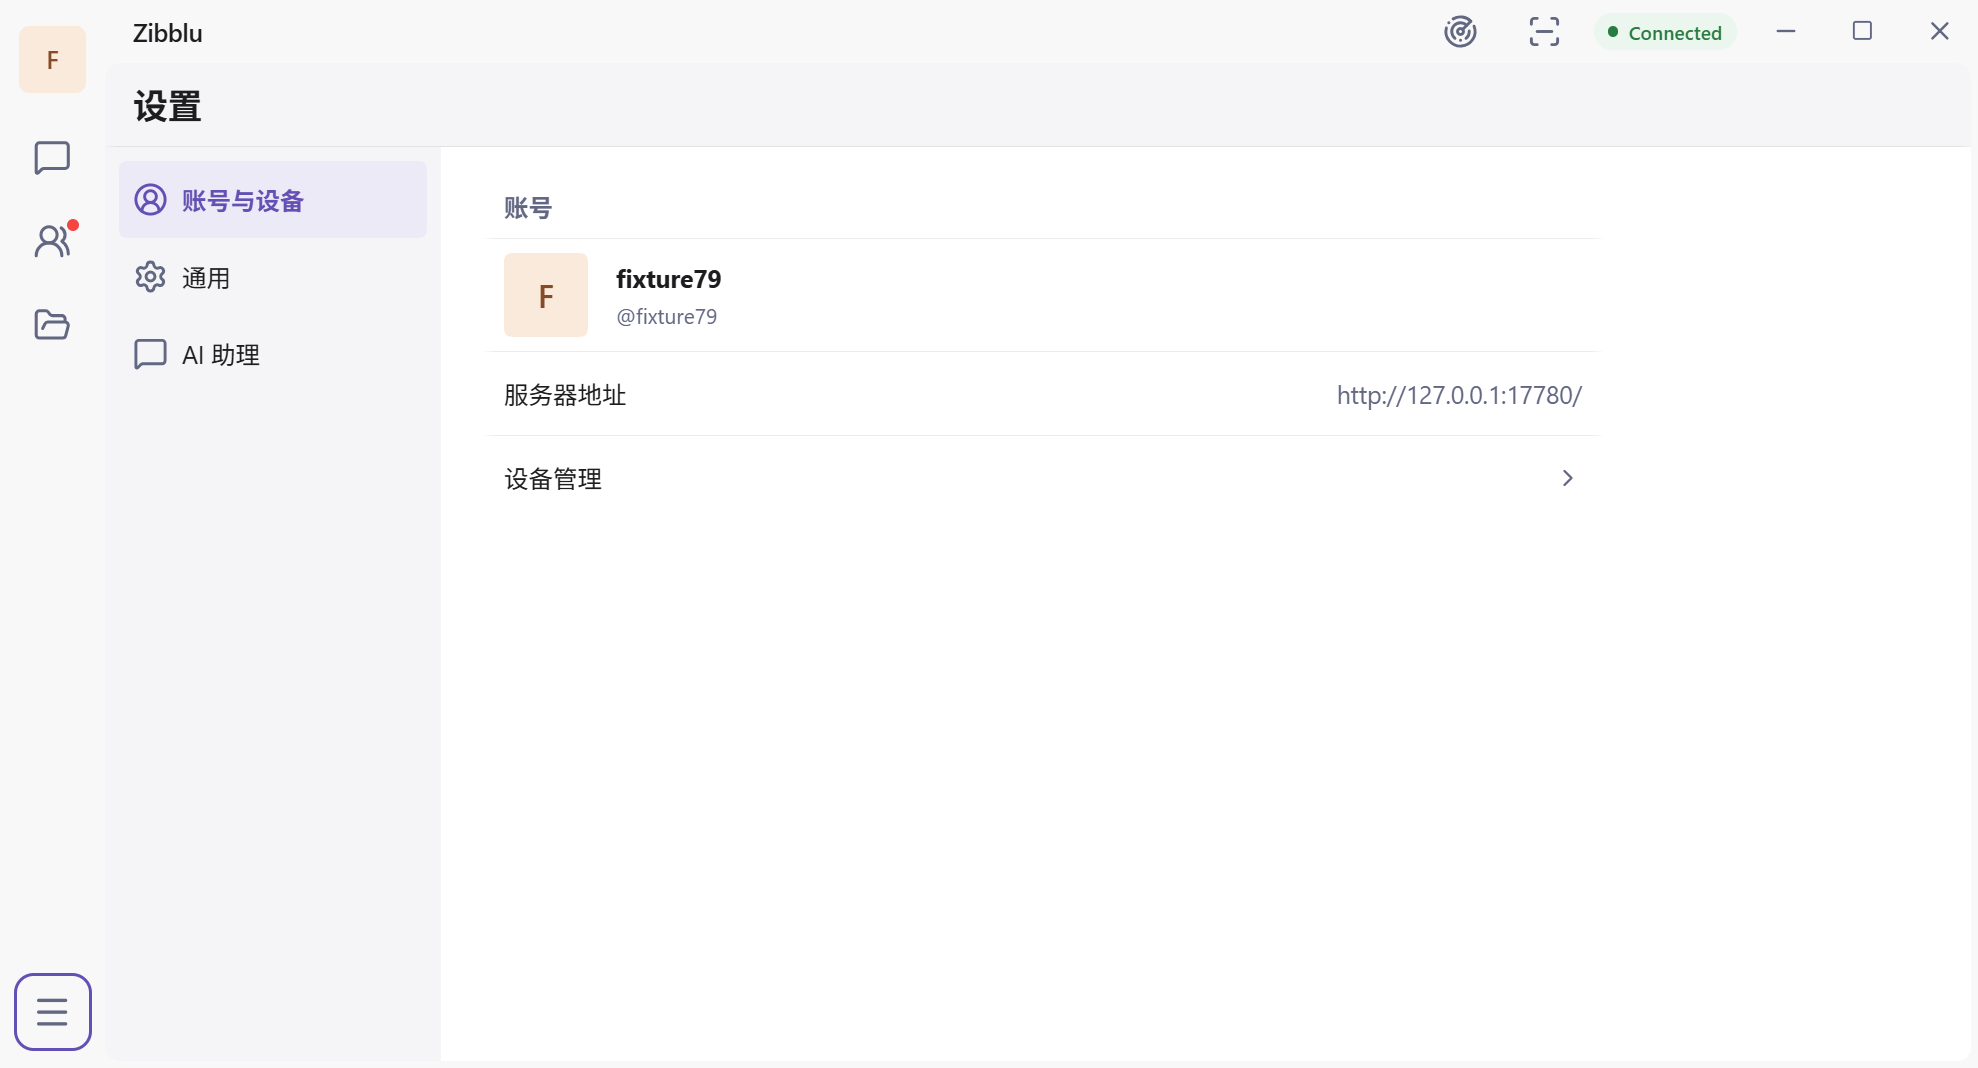 F
Zibblu
Connected
设置
账号与设备
通用
AI 助理
账号
F
fixture79
@fixture79
服务器地址
http://127.0.0.1:17780/
设备管理